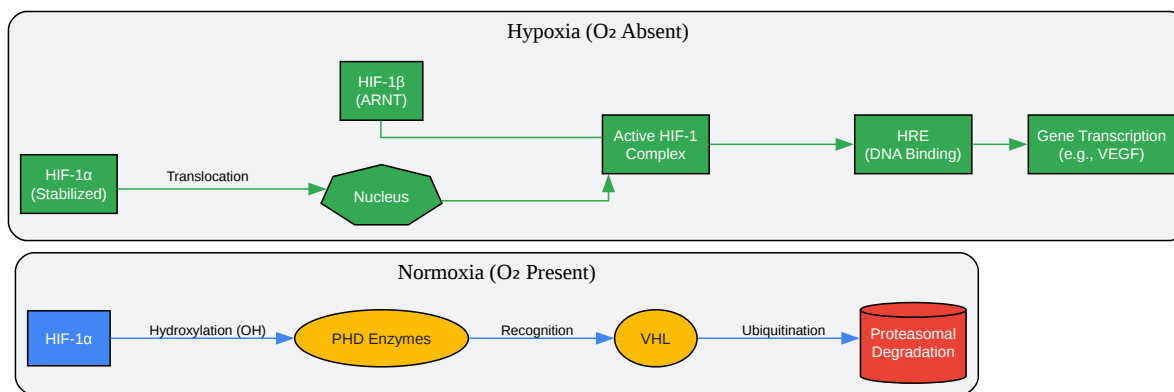 Hypoxia (O₂ Absent)
HIF-1β
(ARNT)
Active HIF-1
Complex
HRE
(DNA Binding)
Gene Transcription
(e.g., VEGF)
HIF-1α
(Stabilized)
Translocation
Nucleus
Normoxia (O₂ Present)
HIF-1α
Hydroxylation (OH)
PHD Enzymes
Recognition
VHL
Ubiquitination
Proteasomal
Degradation